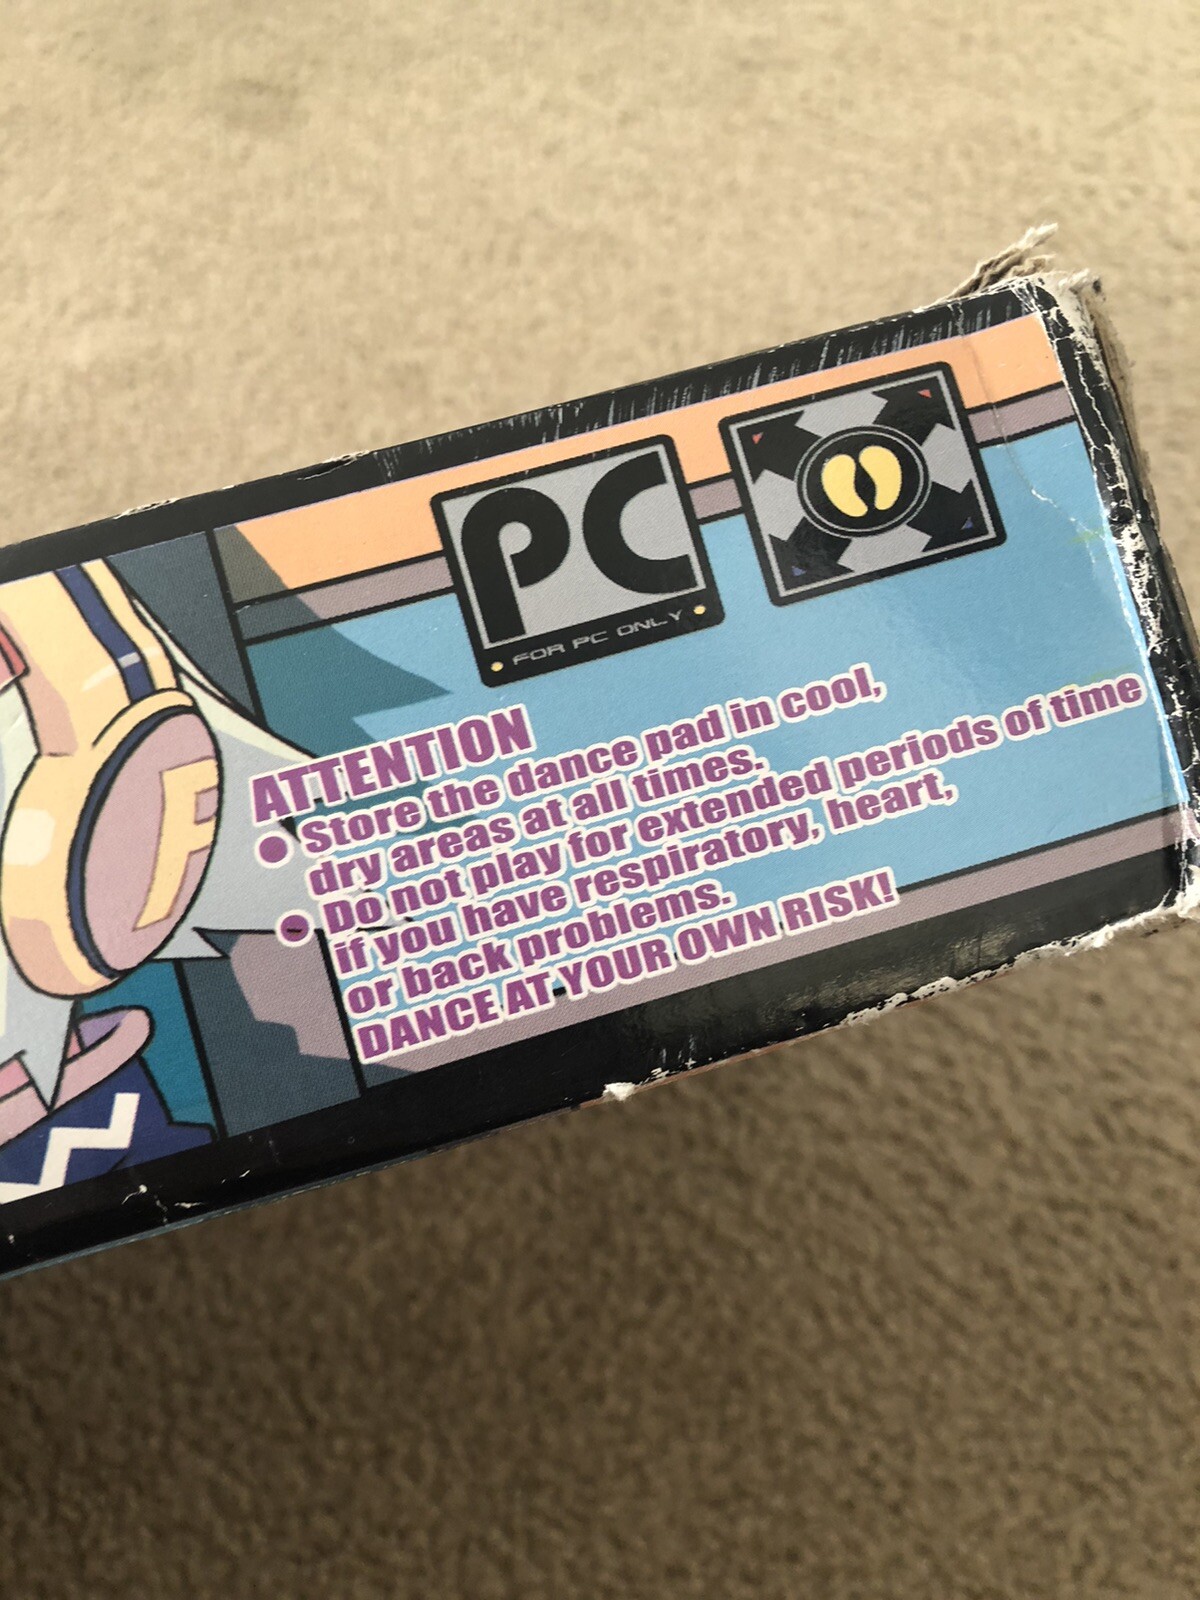 PC
FOR PC ONLY
ATTENTION
● Store the dance pad in cool,
dry areas at all times.
● Do not play for extended periods of time
if you have respiratory, heart,
or back problems.
DANCE AT YOUR OWN RISK!